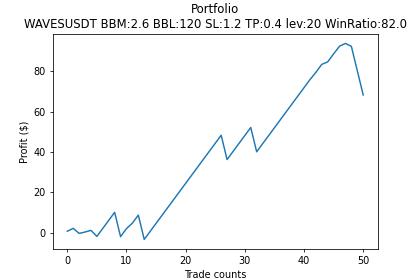 Portfolio
WAVESUSDT BBM:2.6 BBL:120 SL:1.2 TP:0.4 lev:20 WinRatio:82.0
80
60
40
20
0
Profit ($)
0 10 20 30 40 50
Trade counts